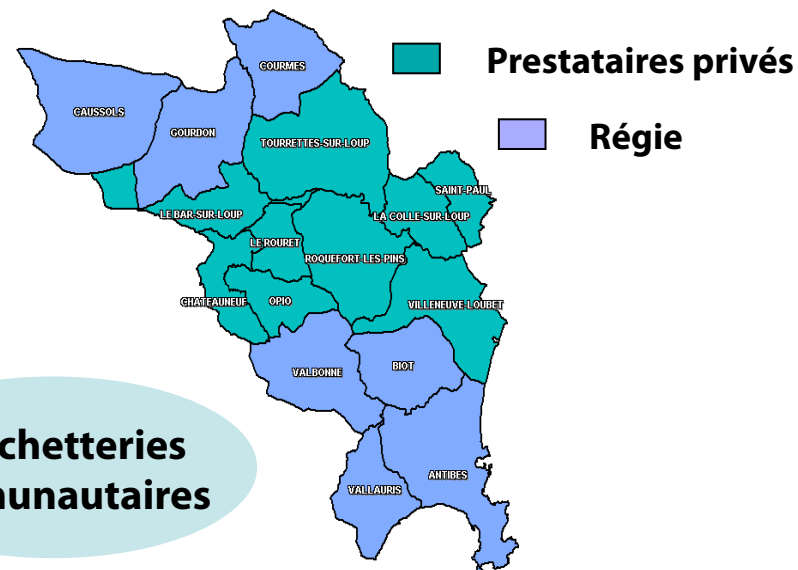 Prestataires privés
Régie
COURMES
CAUSSOLS
GOURDON
TOURRETTES-SUR-LOUP
SAINT-PAUL
LE BAR-SUR-LOUP
LA COLLE-SUR-LOUP
LE ROURET
ROQUEFORT-LES-PINS
CHATEAUNEUF
OPIO
VILLENEUVE-LOUBET
VALBONNE
BIOT
ANTIBES
VALLAURIS
chetteries
unautaires